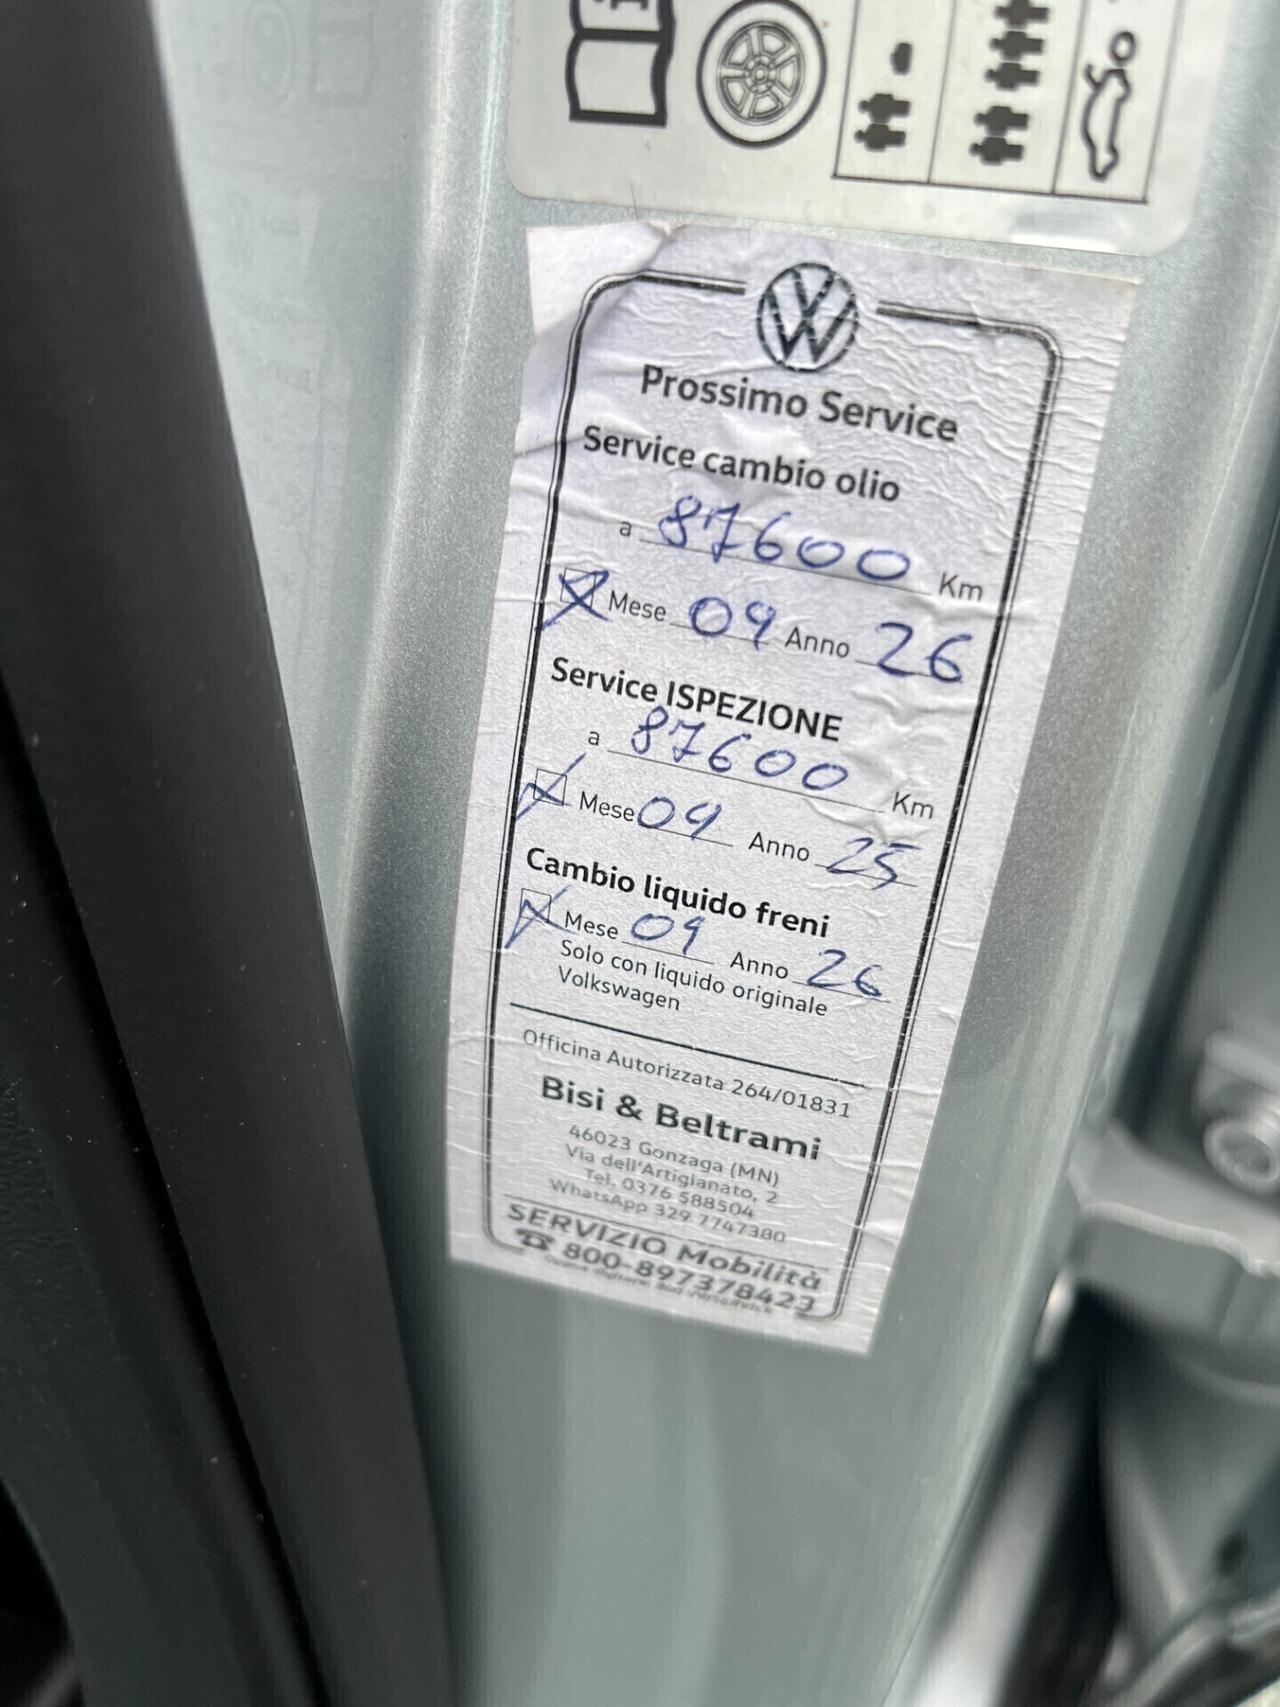 Prossimo Service
Service cambio olio
a 87600 Km
Mese 09 Anno 26
Service ISPEZIONE
a 87600 Km
Mese 09 Anno 25
Cambio liquido freni
Mese 09 Anno 26
Solo con liquido originale
Volkswagen
Officina Autorizzata 264/01831
Bisi & Beltrami
46023 Gonzaga (MN)
Via dell'Artigianato, 2
Tel. 0376 588504
WhatsApp 329 7747380
SERVIZIO Mobilità
800-897378423